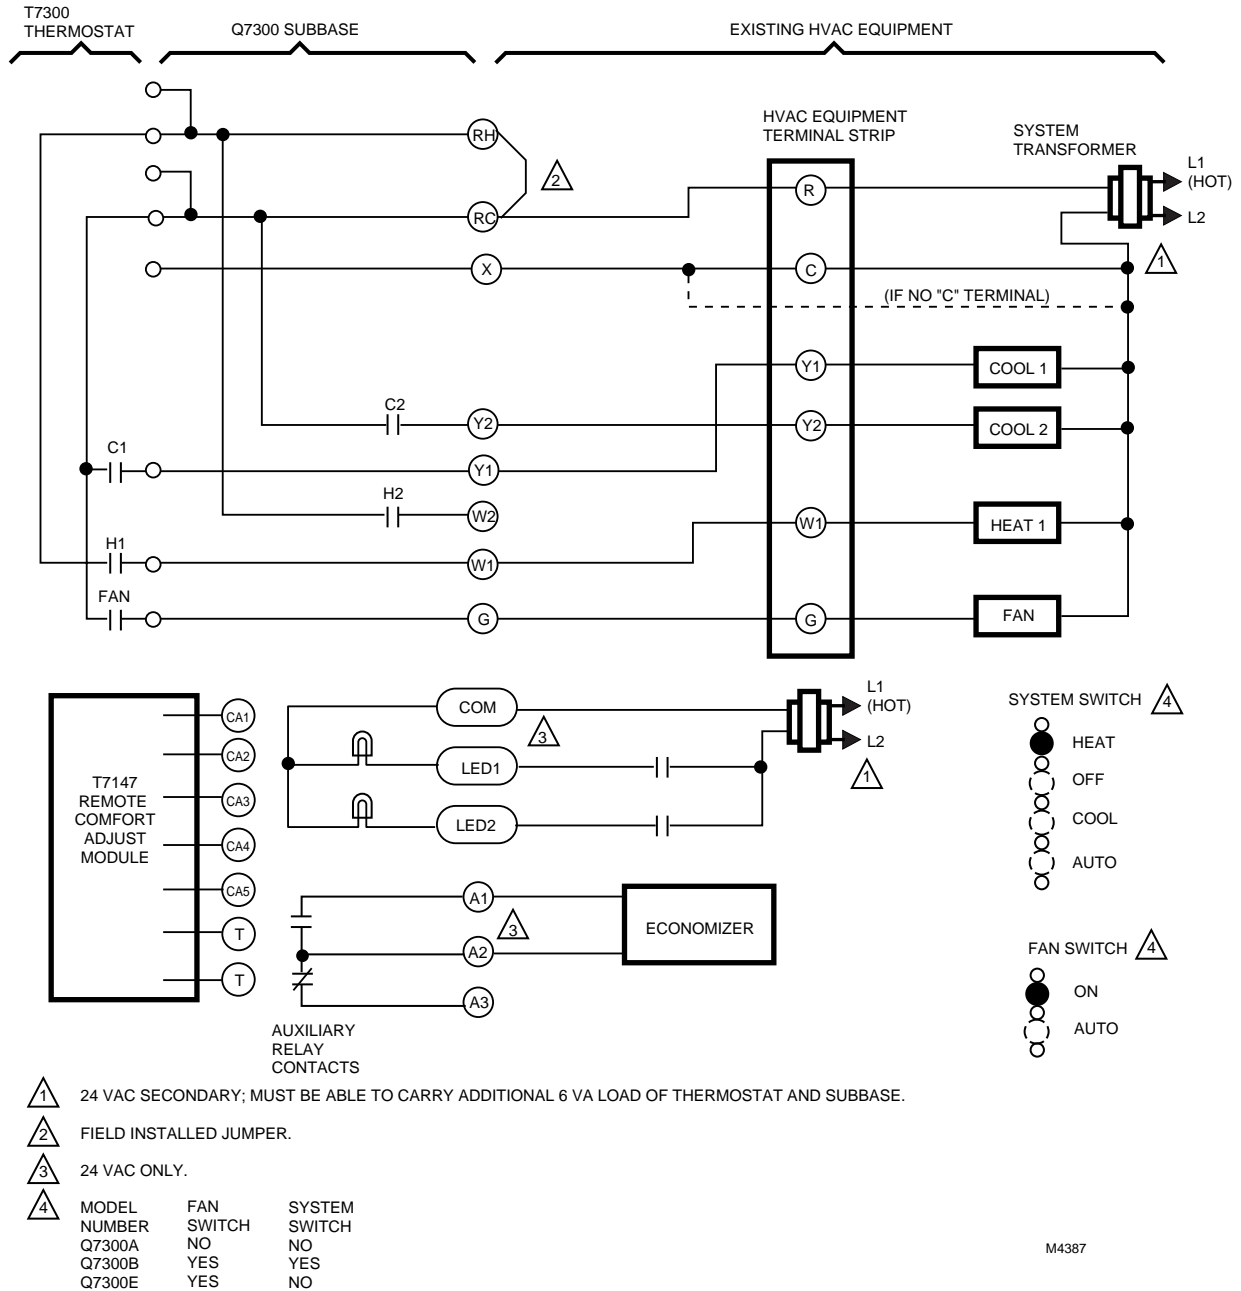 T7300
THERMOSTAT
Q7300 SUBBASE
EXISTING HVAC EQUIPMENT
HVAC EQUIPMENT
TERMINAL STRIP
SYSTEM
TRANSFORMER
L1
(HOT)
L2
1
RH
2
R
RC
X
C
(IF NO "C" TERMINAL)
Y1
COOL 1
C2
Y2
Y2
COOL 2
C1
Y1
H2
W2
W1
HEAT 1
H1
W1
FAN
G
G
FAN
T7147
REMOTE
COMFORT
ADJUST
MODULE
CA1
CA2
CA3
CA4
CA5
T
T
COM
3
LED1
LED2
L1
(HOT)
L2
1
A1
3
A2
A3
ECONOMIZER
AUXILIARY
RELAY
CONTACTS
SYSTEM SWITCH 4
HEAT
OFF
COOL
AUTO
FAN SWITCH 4
ON
AUTO
1 24 VAC SECONDARY; MUST BE ABLE TO CARRY ADDITIONAL 6 VA LOAD OF THERMOSTAT AND SUBBASE.
2 FIELD INSTALLED JUMPER.
3 24 VAC ONLY.
4 MODEL FAN SYSTEM
NUMBER SWITCH SWITCH
Q7300A NO NO
Q7300B YES YES
Q7300E YES NO
M4387